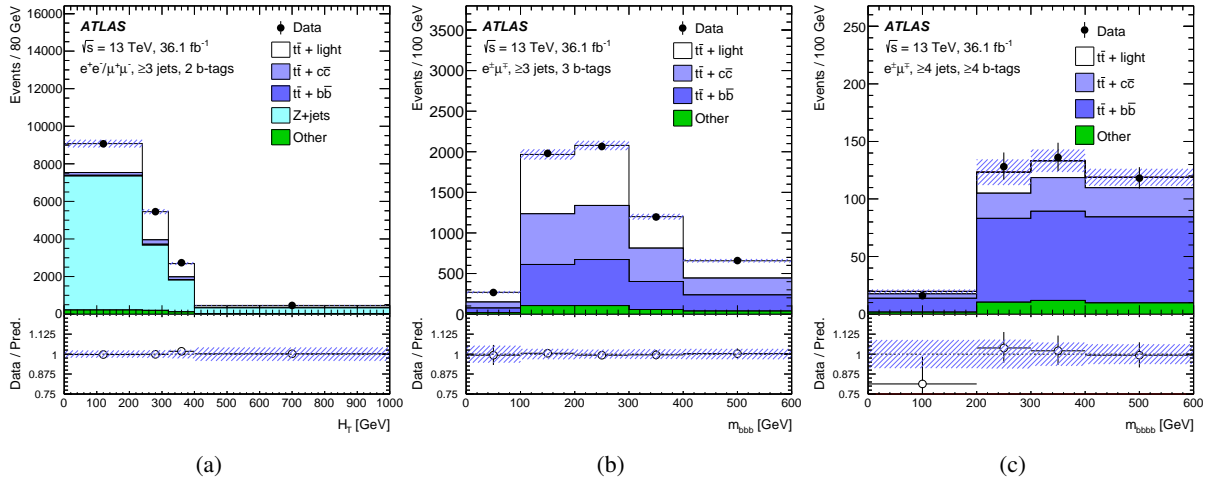 Events / 80 GeV
16000
14000
12000
10000
8000
6000
4000
2000
0
ATLAS
√s = 13 TeV, 36.1 fb⁻¹
e⁺e⁻/μ⁺μ⁻, ≥3 jets, 2 b-tags
Data
tt̄ + light
tt̄ + cc̄
tt̄ + bb̄
Z+jets
Other
Data / Pred.
1.125
1
0.875
0.75
0 100 200 300 400 500 600 700 800 900 1000
H_T [GeV]
(a)
Events / 100 GeV
3500
3000
2500
2000
1500
1000
500
0
ATLAS
√s = 13 TeV, 36.1 fb⁻¹
e±μ∓, ≥3 jets, 3 b-tags
Data
tt̄ + light
tt̄ + cc̄
tt̄ + bb̄
Other
Data / Pred.
1.125
1
0.875
0.75
0 100 200 300 400 500 600
m_bbb [GeV]
(b)
Events / 100 GeV
250
200
150
100
50
0
ATLAS
√s = 13 TeV, 36.1 fb⁻¹
e±μ∓, ≥4 jets, ≥4 b-tags
Data
tt̄ + light
tt̄ + cc̄
tt̄ + bb̄
Other
Data / Pred.
1.125
1
0.875
0.75
0 100 200 300 400 500 600
m_bbbb [GeV]
(c)